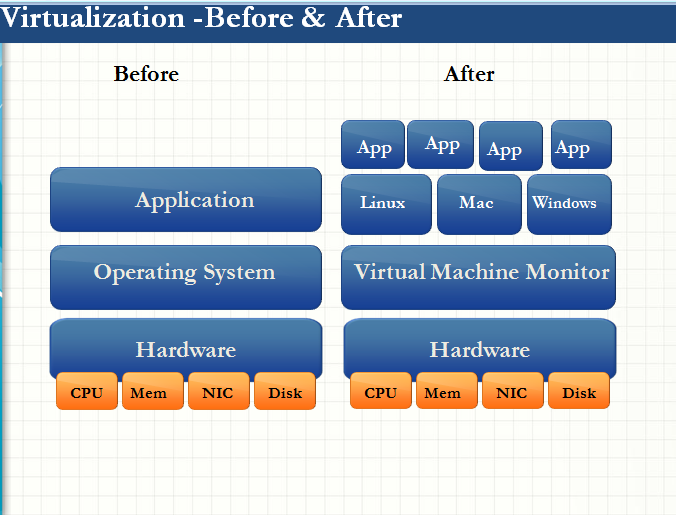 Virtualization -Before & After
Before
After
App App App App
Application
Linux Mac Windows
Operating System
Virtual Machine Monitor
Hardware
Hardware
CPU Mem NIC Disk
CPU Mem NIC Disk